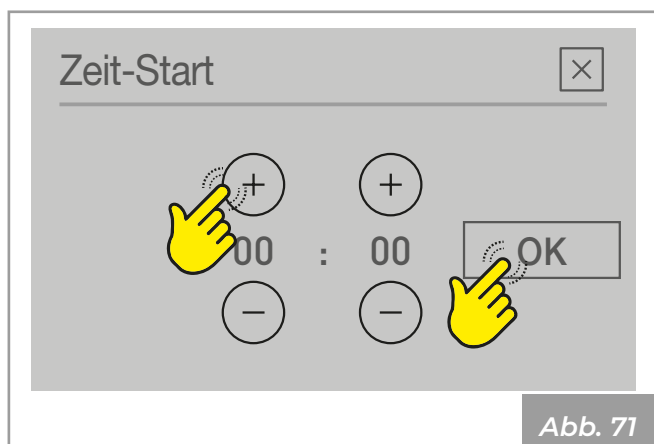 Zeit-Start
+ +
00 : 00 OK
− −
Abb. 71